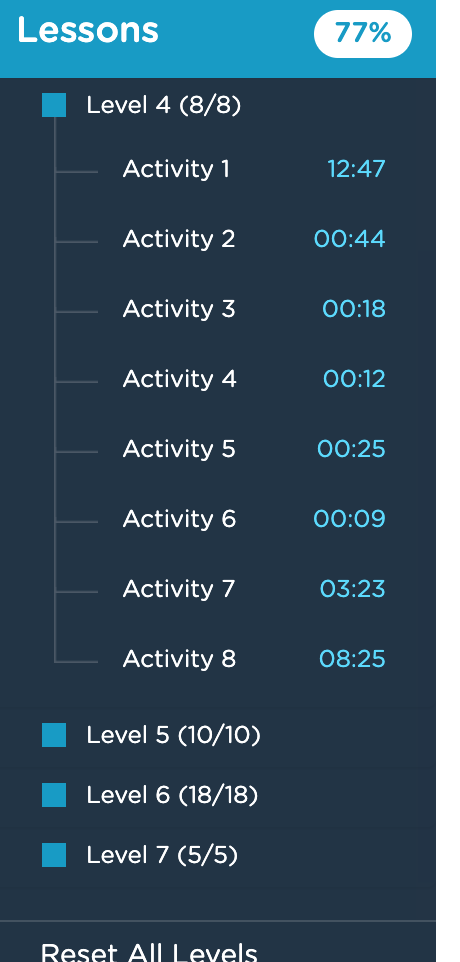 Lessons 77%
Level 4 (8/8)
Activity 1 12:47
Activity 2 00:44
Activity 3 00:18
Activity 4 00:12
Activity 5 00:25
Activity 6 00:09
Activity 7 03:23
Activity 8 08:25
Level 5 (10/10)
Level 6 (18/18)
Level 7 (5/5)
Reset All Levels